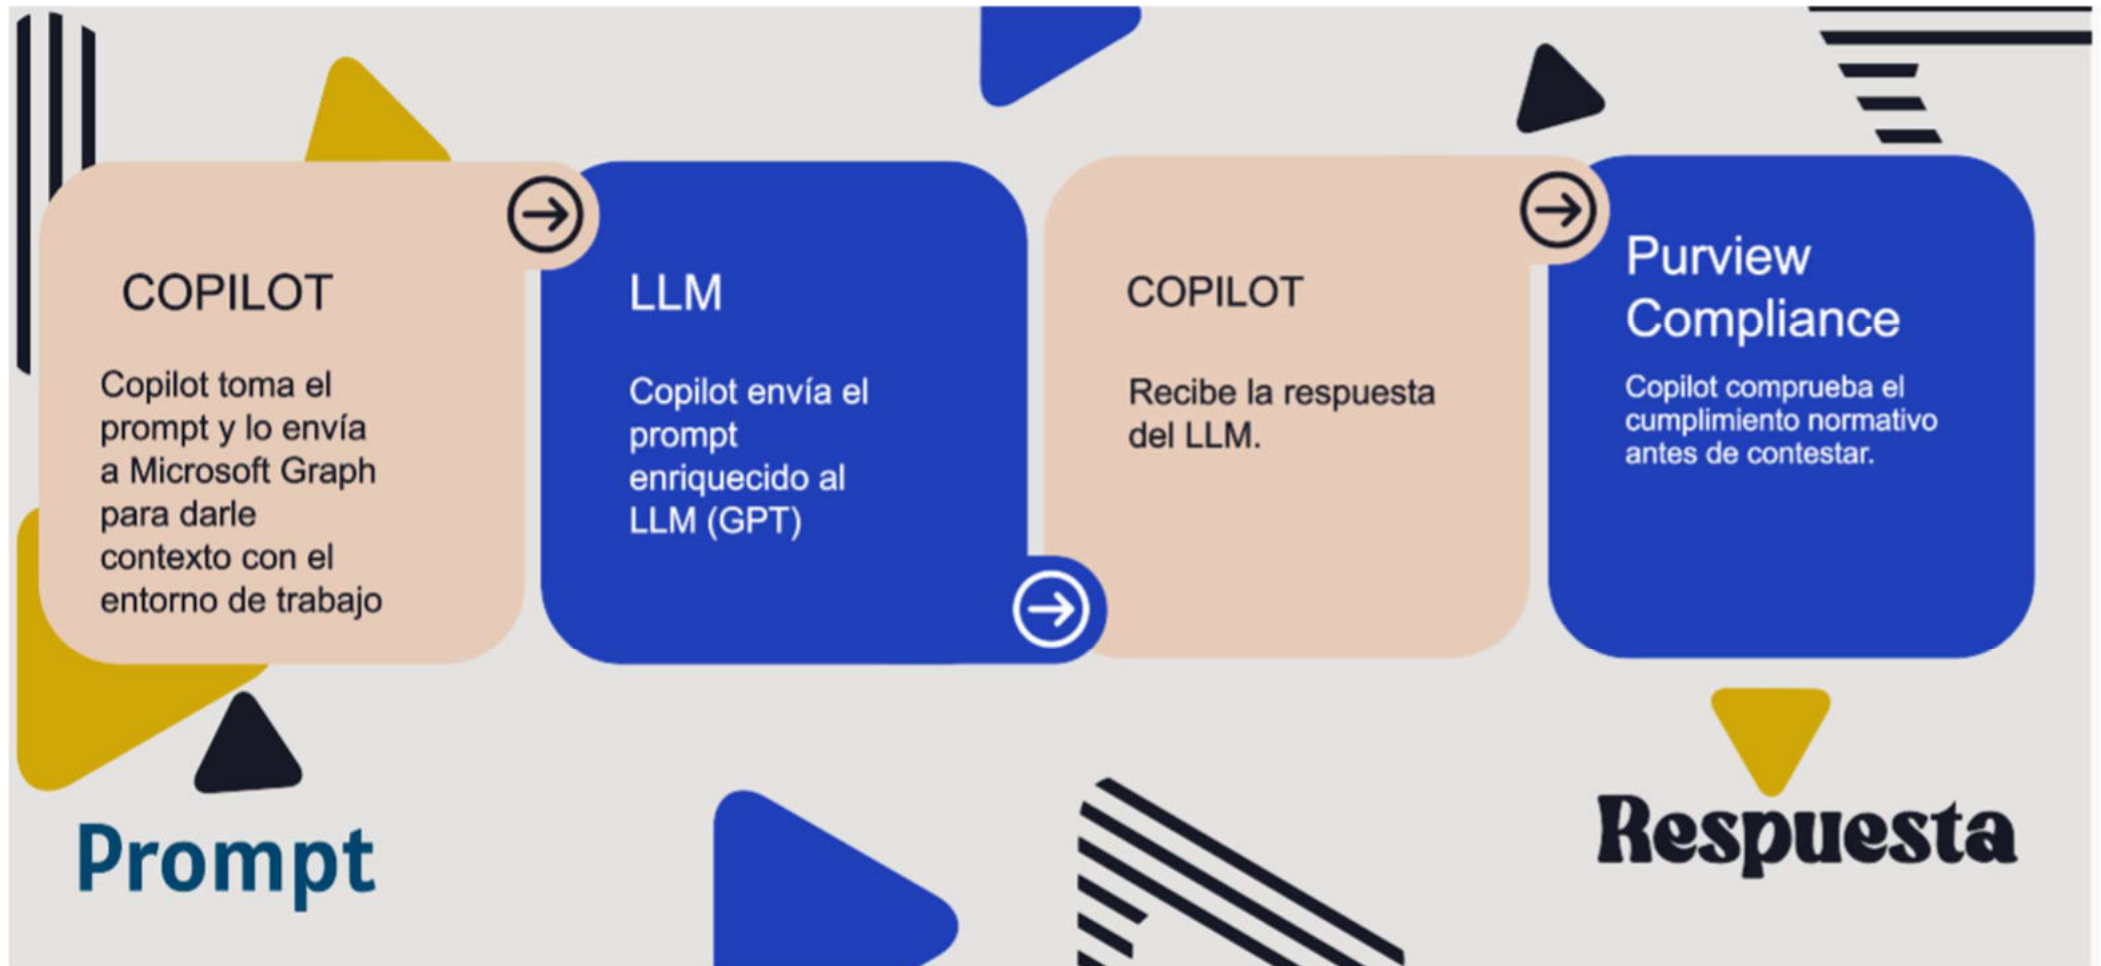 COPILOT
Copilot toma el
prompt y lo envía
a Microsoft Graph
para darle
contexto con el
entorno de trabajo
LLM
Copilot envía el
prompt
enriquecido al
LLM (GPT)
COPILOT
Recibe la respuesta
del LLM.
Purview
Compliance
Copilot comprueba el
cumplimiento normativo
antes de contestar.
Prompt
Respuesta